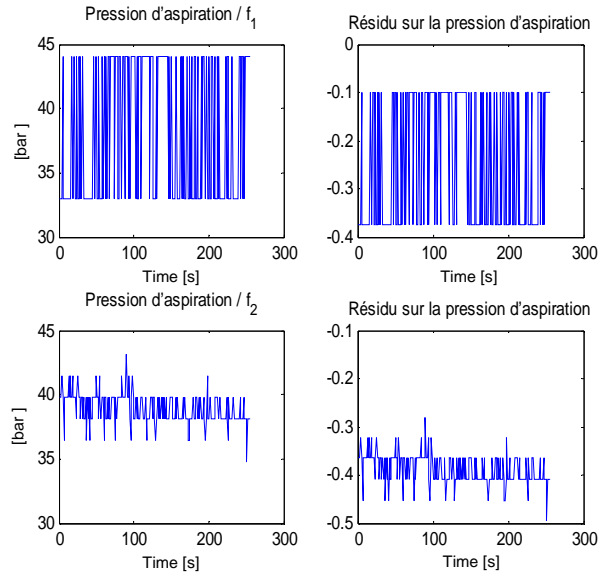 Pression d'aspiration / f1
45
40
35
30
[bar ]
0 100 200 300
Time [s]
Résidu sur la pression d'aspiration
0
-0.1
-0.2
-0.3
-0.4
0 100 200 300
Time [s]
Pression d'aspiration / f2
45
40
35
30
[bar ]
0 100 200 300
Time [s]
Résidu sur la pression d'aspiration
-0.1
-0.2
-0.3
-0.4
-0.5
0 100 200 300
Time [s]